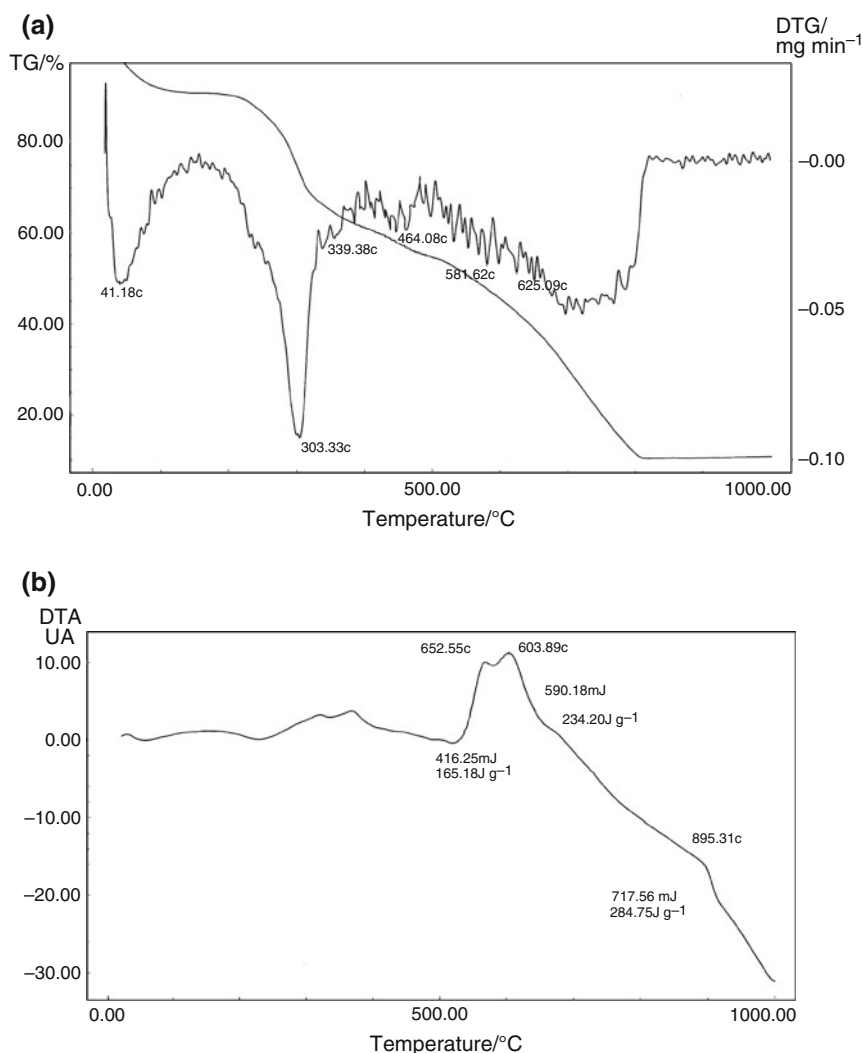 (a)
DTG/
mg min–1
TG/%
80.00
–0.00
60.00
339.38c
464.08c
581.62c
625.09c
41.18c
–0.05
40.00
20.00
303.33c
–0.10
0.00
500.00
1000.00
Temperature/°C
(b)
DTA
UA
10.00
652.55c
603.89c
590.18mJ
234.20J g–1
0.00
416.25mJ
165.18J g–1
–10.00
895.31c
–20.00
717.56 mJ
284.75J g–1
–30.00
0.00
500.00
1000.00
Temperature/°C